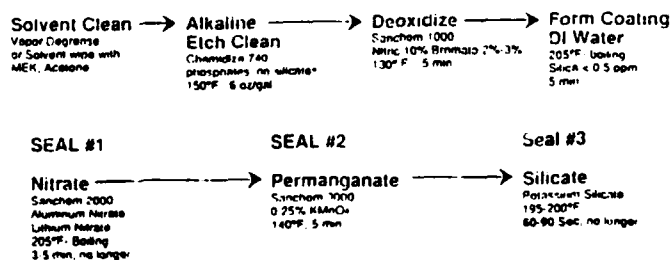 Solvent Clean
Vapor Degrease
or Solvent wipe with
MEK, Acetone
Alkaline
Etch Clean
Chemidize 740
phosphates, no silicate*
150°F 6 oz/gal
Deoxidize
Sanchem 1000
Nitric 10% Bromate 2%-3%
130°F 5 min
Form Coating
DI Water
205°F- boiling
Silica < 0.5 ppm
5 min
SEAL #1
Nitrate
Sanchem 2000
Aluminum Nitrate
Lithium Nitrate
205°F- Boiling
3-5 min, no longer
SEAL #2
Permanganate
Sanchem 3000
0.25% KMnO₄
140°F, 5 min
Seal #3
Silicate
Potassium Silicate
195-200°F
60-90 Sec, no longer